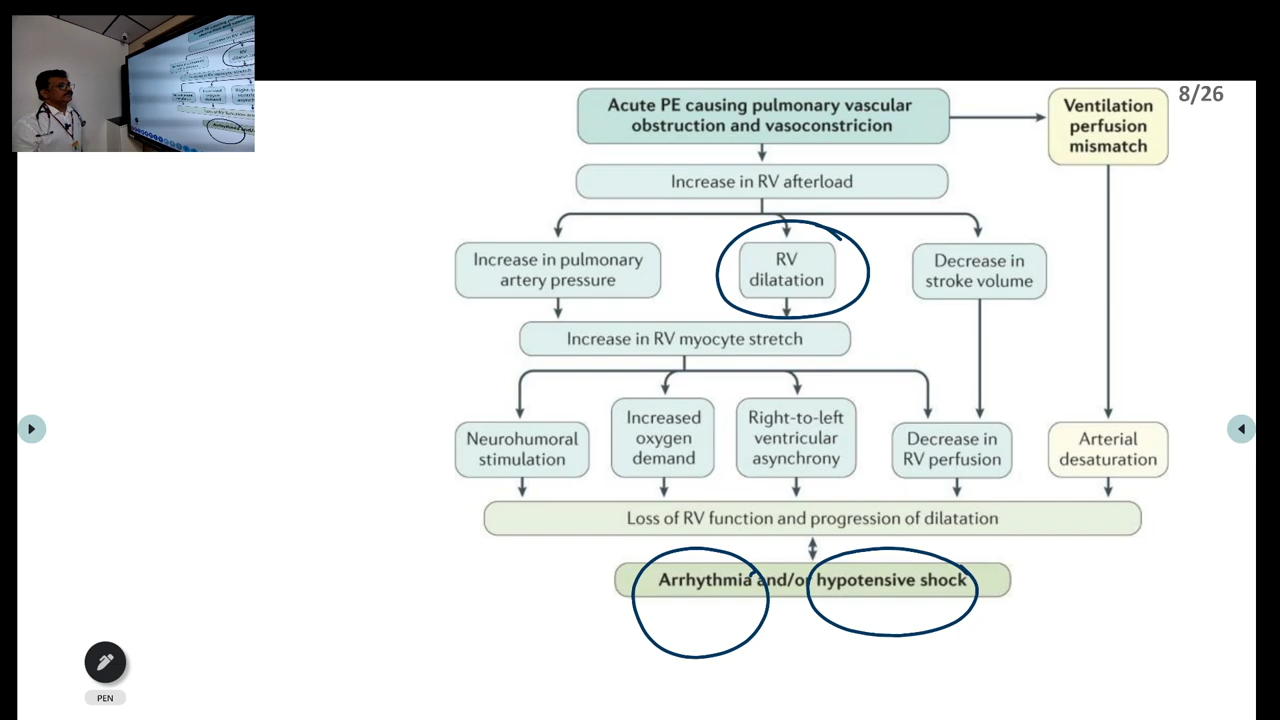 8/26
Acute PE causing pulmonary vascular
obstruction and vasoconstricion
Ventilation
perfusion
mismatch
Increase in RV afterload
Increase in pulmonary
artery pressure
RV
dilatation
Decrease in
stroke volume
Increase in RV myocyte stretch
Neurohumoral
stimulation
Increased
oxygen
demand
Right-to-left
ventricular
asynchrony
Decrease in
RV perfusion
Arterial
desaturation
Loss of RV function and progression of dilatation
Arrhythmia and/or hypotensive shock
PEN